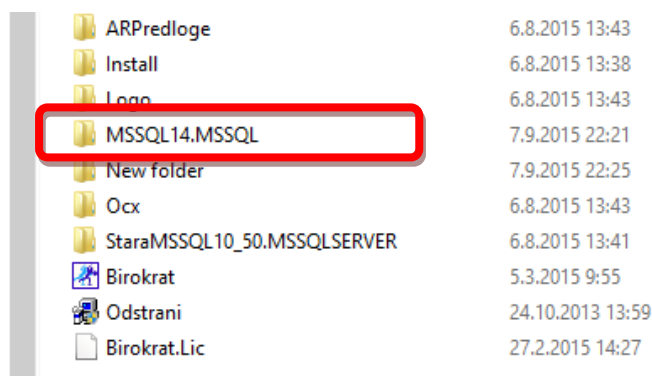 ARPredloge 6.8.2015 13:43
Install 6.8.2015 13:38
Logo 6.8.2015 13:43
MSSQL14.MSSQL 7.9.2015 22:21
New folder 7.9.2015 22:25
Ocx 6.8.2015 13:43
StaraMSSQL10_50.MSSQLSERVER 6.8.2015 13:41
Birokrat 5.3.2015 9:55
Odstrani 24.10.2013 13:59
Birokrat.Lic 27.2.2015 14:27